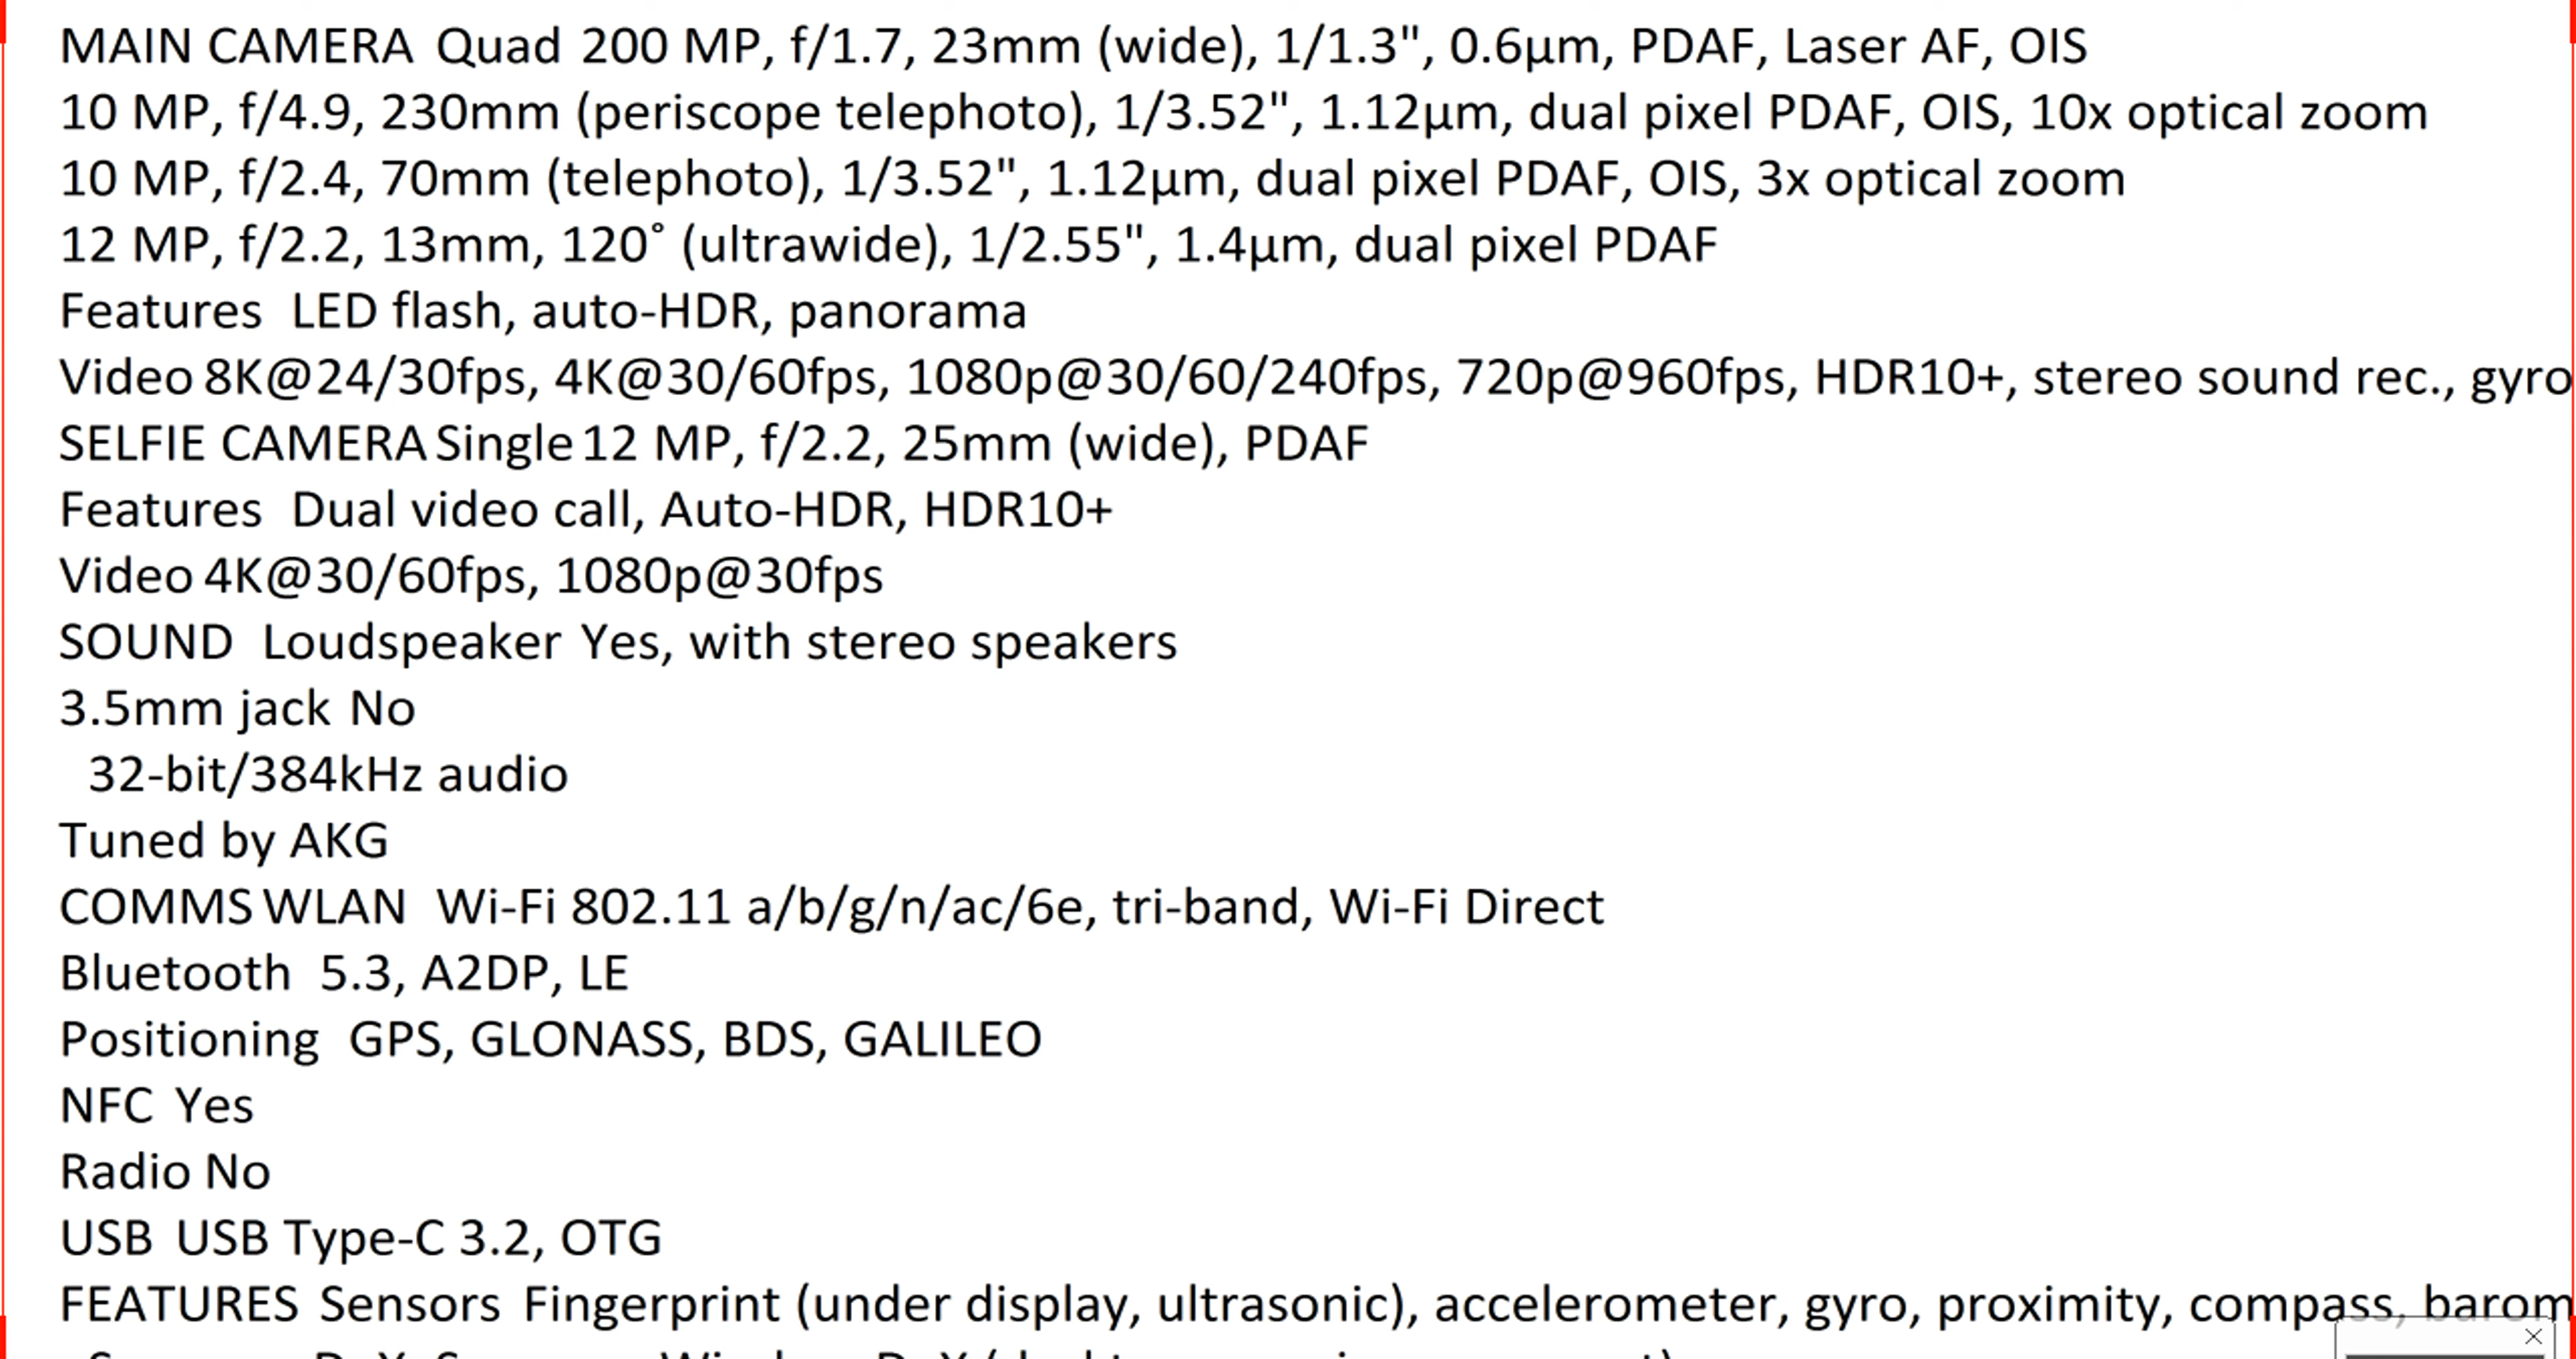 MAIN CAMERA Quad 200 MP, f/1.7, 23mm (wide), 1/1.3", 0.6µm, PDAF, Laser AF, OIS
10 MP, f/4.9, 230mm (periscope telephoto), 1/3.52", 1.12µm, dual pixel PDAF, OIS, 10x optical zoom
10 MP, f/2.4, 70mm (telephoto), 1/3.52", 1.12µm, dual pixel PDAF, OIS, 3x optical zoom
12 MP, f/2.2, 13mm, 120˚ (ultrawide), 1/2.55", 1.4µm, dual pixel PDAF
Features LED flash, auto-HDR, panorama
Video 8K@24/30fps, 4K@30/60fps, 1080p@30/60/240fps, 720p@960fps, HDR10+, stereo sound rec., gyro
SELFIE CAMERA Single 12 MP, f/2.2, 25mm (wide), PDAF
Features Dual video call, Auto-HDR, HDR10+
Video 4K@30/60fps, 1080p@30fps
SOUND Loudspeaker Yes, with stereo speakers
3.5mm jack No
32-bit/384kHz audio
Tuned by AKG
COMMS WLAN Wi-Fi 802.11 a/b/g/n/ac/6e, tri-band, Wi-Fi Direct
Bluetooth 5.3, A2DP, LE
Positioning GPS, GLONASS, BDS, GALILEO
NFC Yes
Radio No
USB USB Type-C 3.2, OTG
FEATURES Sensors Fingerprint (under display, ultrasonic), accelerometer, gyro, proximity, compass, barom